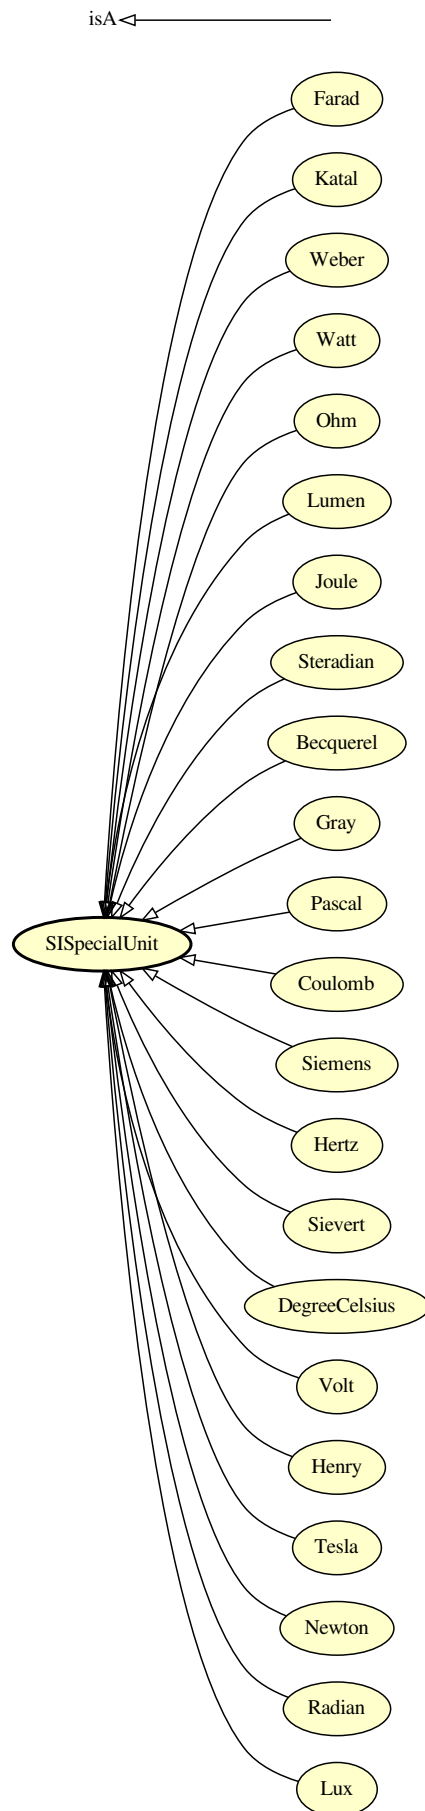 isA
Farad
Katal
Weber
Watt
Ohm
Lumen
Joule
Steradian
Becquerel
Gray
Pascal
SISpecialUnit
Coulomb
Siemens
Hertz
Sievert
DegreeCelsius
Volt
Henry
Tesla
Newton
Radian
Lux